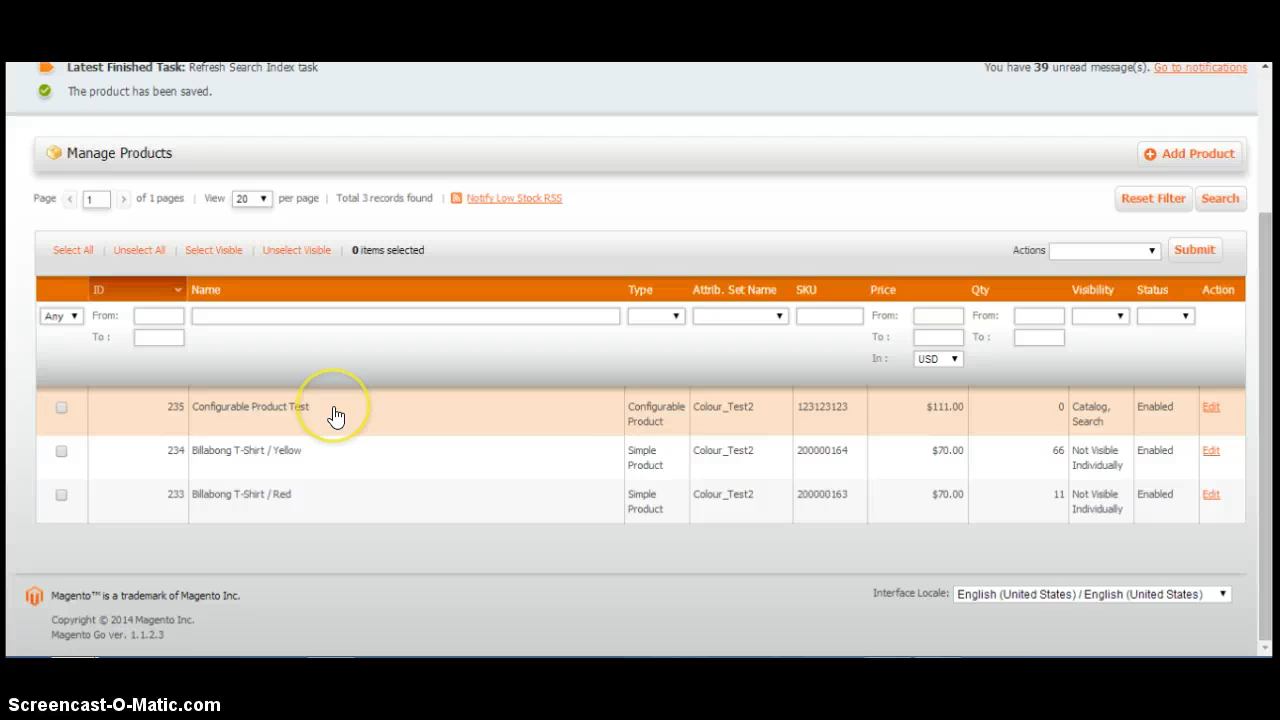 Latest Finished Task: Refresh Search Index task
You have 39 unread message(s). Go to notifications
The product has been saved.
Manage Products
Add Product
Page 1 of 1 pages | View 20 per page | Total 3 records found | Notify Low Stock RSS
Reset Filter Search
Select All | Unselect All | Select Visible | Unselect Visible | 0 items selected
Actions Submit
ID Name Type Attrib. Set Name SKU Price Qty Visibility Status Action
Any From: From: From:
To : To : To :
In : USD
235 Configurable Product Test Configurable Product Colour_Test2 123123123 $111.00 0 Catalog, Search Enabled Edit
234 Billabong T-Shirt / Yellow Simple Product Colour_Test2 200000164 $70.00 66 Not Visible Individually Enabled Edit
233 Billabong T-Shirt / Red Simple Product Colour_Test2 200000163 $70.00 11 Not Visible Individually Enabled Edit
Magento™ is a trademark of Magento Inc.
Interface Locale: English (United States) / English (United States)
Copyright © 2014 Magento Inc.
Magento Go ver. 1.1.2.3
Screencast-O-Matic.com